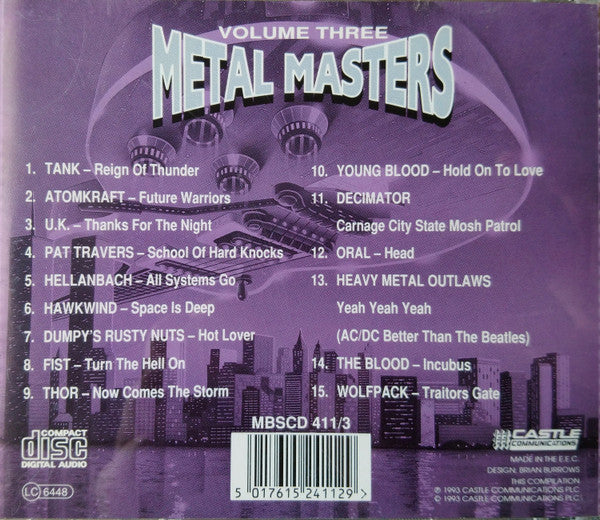 VOLUME THREE
METAL MASTERS
1. TANK – Reign Of Thunder
2. ATOMKRAFT – Future Warriors
3. U.K. – Thanks For The Night
4. PAT TRAVERS – School Of Hard Knocks
5. HELLANBACH – All Systems Go
6. HAWKWIND – Space Is Deep
7. DUMPY'S RUSTY NUTS – Hot Lover
8. FIST – Turn The Hell On
9. THOR – Now Comes The Storm
10. YOUNG BLOOD – Hold On To Love
11. DECIMATOR
Carnage City State Mosh Patrol
12. ORAL – Head
13. HEAVY METAL OUTLAWS
Yeah Yeah Yeah
(AC/DC Better Than The Beatles)
14. THE BLOOD – Incubus
15. WOLFPACK – Traitors Gate
COMPACT
disc
DIGITAL AUDIO
LC 6448
MBSCD 411/3
5 017615 241129 >
CASTLE
COMMUNICATIONS
MADE IN THE E.E.C.
DESIGN: BRIAN BURROWS
THIS COMPILATION
℗ 1993 CASTLE COMMUNICATIONS PLC
© 1993 CASTLE COMMUNICATIONS PLC